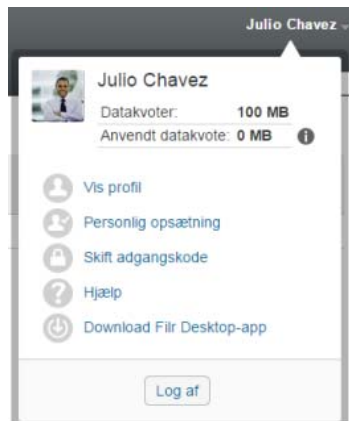 Julio Chavez
Julio Chavez
Datakvoter: 100 MB
Anvendt datakvote: 0 MB
Vis profil
Personlig opsætning
Skift adgangskode
Hjælp
Download Filr Desktop-app
Log af